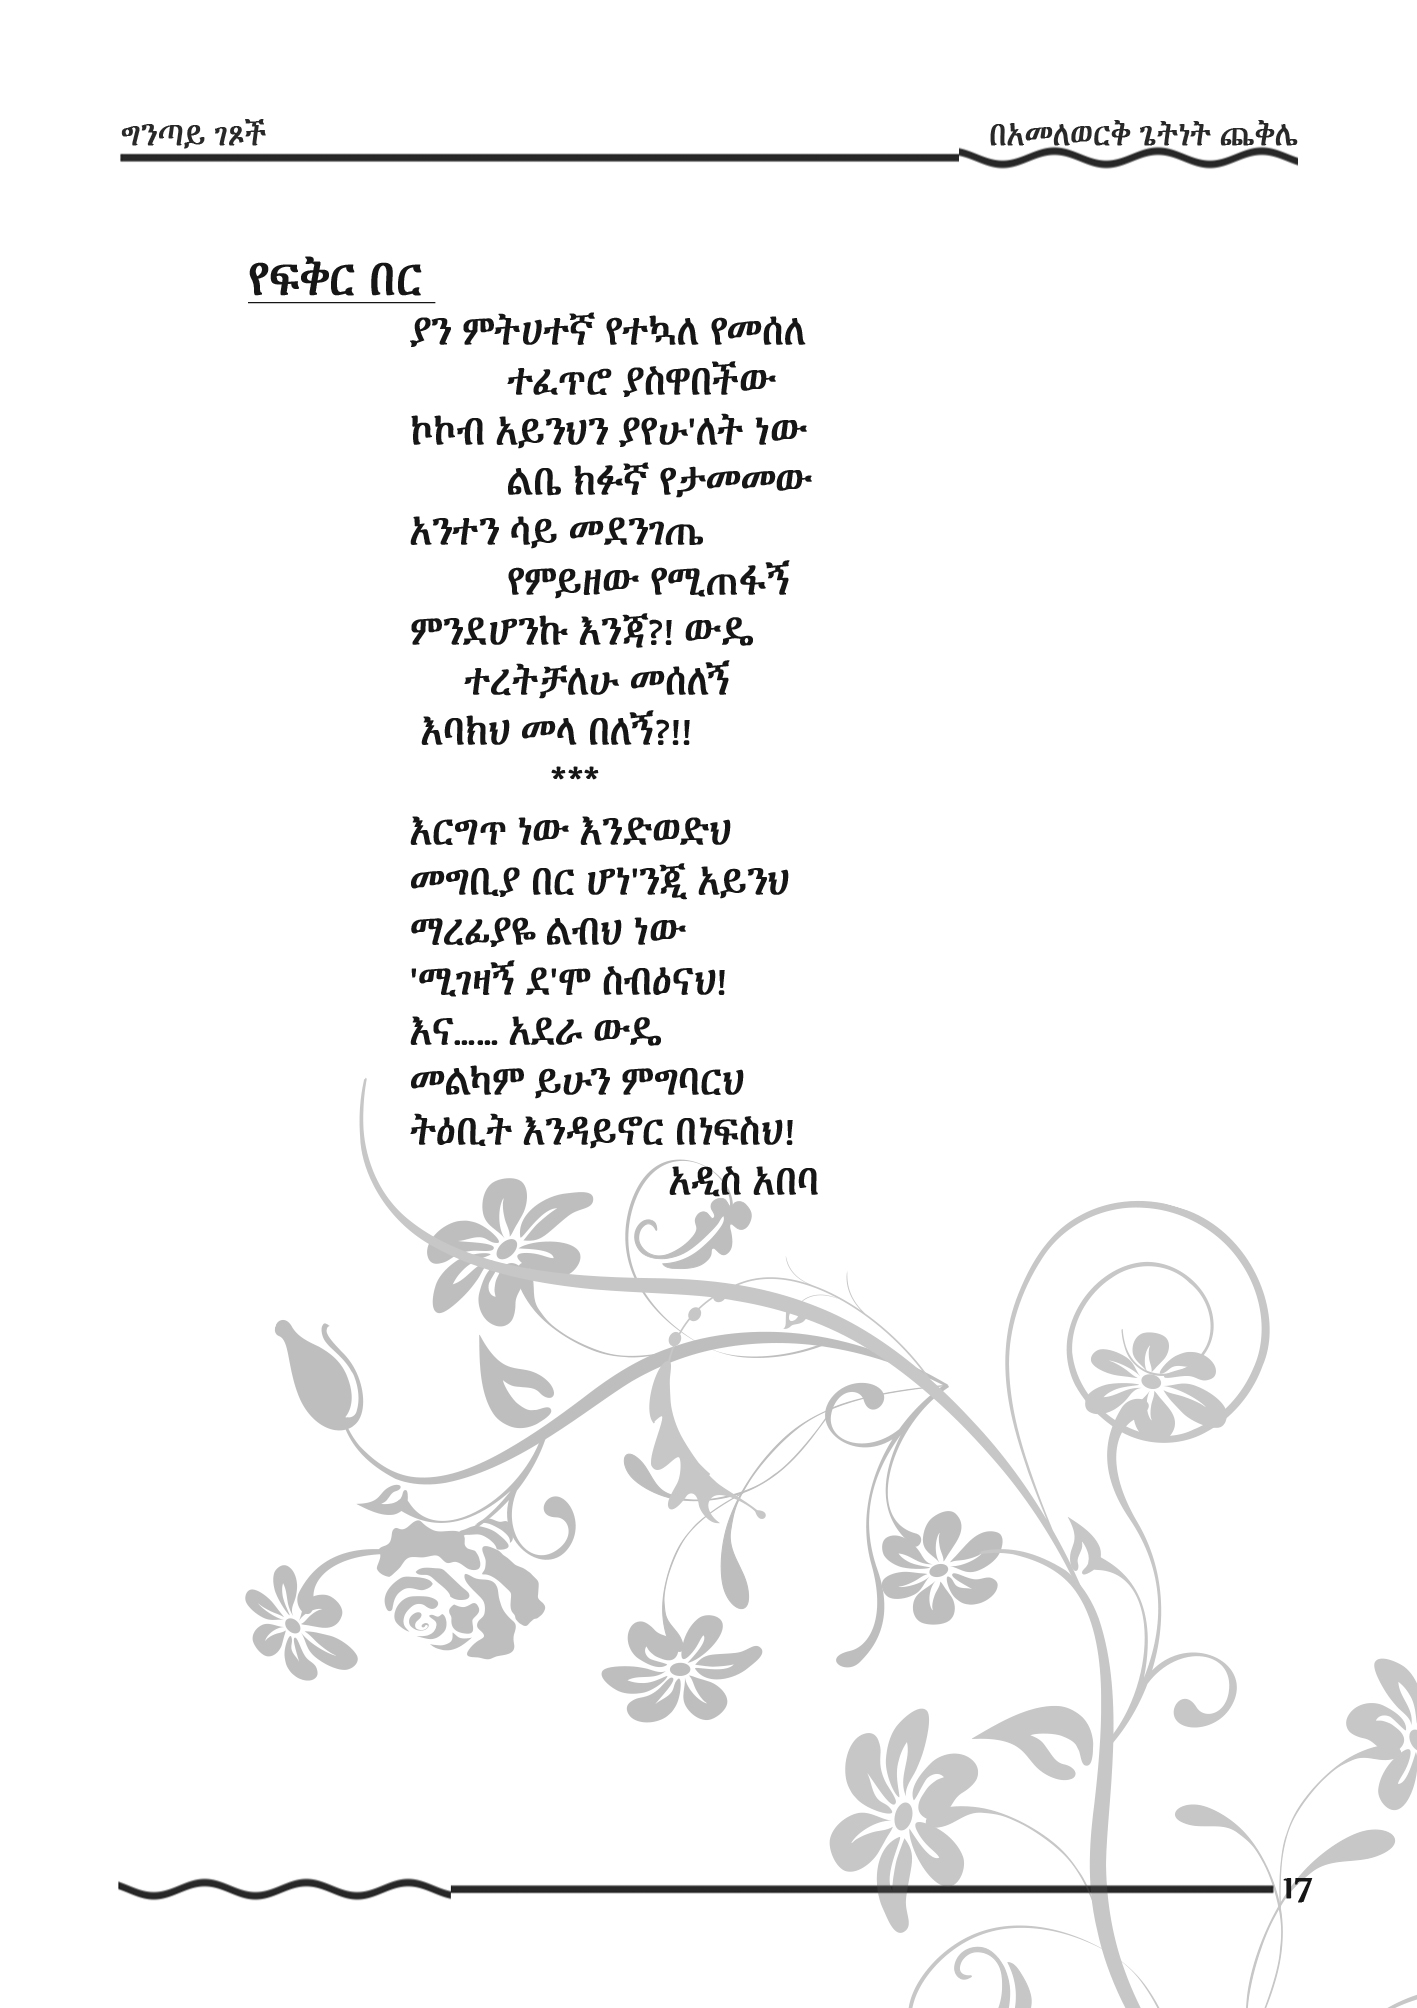 ግንጣይ ገጾች
በአመለወርቅ ጌትነት ጨቅሌ
የፍቅር በር
ያን ምትሀተኛ የተኳለ የመሰለ
ተፈጥሮ ያስዋበችው
ኮኮብ አይንህን ያየሁ'ለት ነው
ልቤ ክፉኛ የታመመው
አንተን ሳይ መደንገጤ
የምይዘው የሚጠፋኝ
ምንደሆንኩ እንጃ?! ውዴ
ተረትቻለሁ መሰለኝ
እባክህ መላ በለኝ?!!
***
እርግጥ ነው እንድወድህ
መግቢያ በር ሆነ'ንጂ አይንህ
ማረፊያዬ ልብህ ነው
'ሚገዛኝ ደ'ሞ ስብዕናህ!
እና...... አደራ ውዴ
መልካም ይሁን ምግባርህ
ትዕቢት እንዳይኖር በነፍስህ!
አዲስ አበባ
17